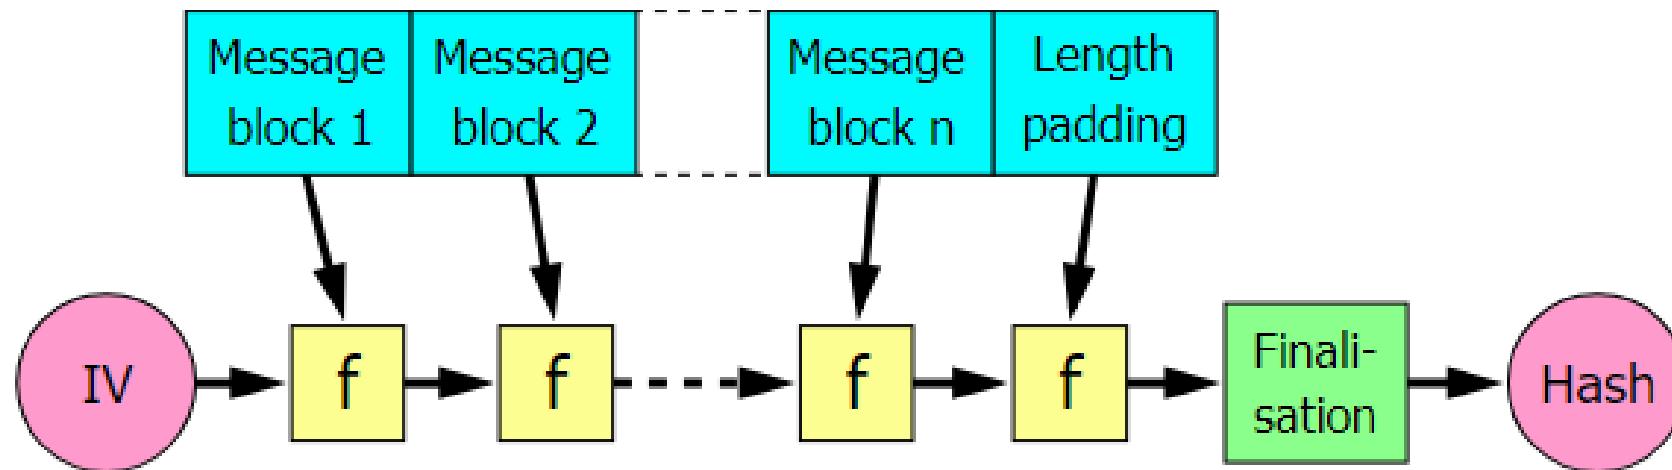 Message
block 1
Message
block 2
Message
block n
Length
padding
IV
f
f
f
f
Finali-
sation
Hash